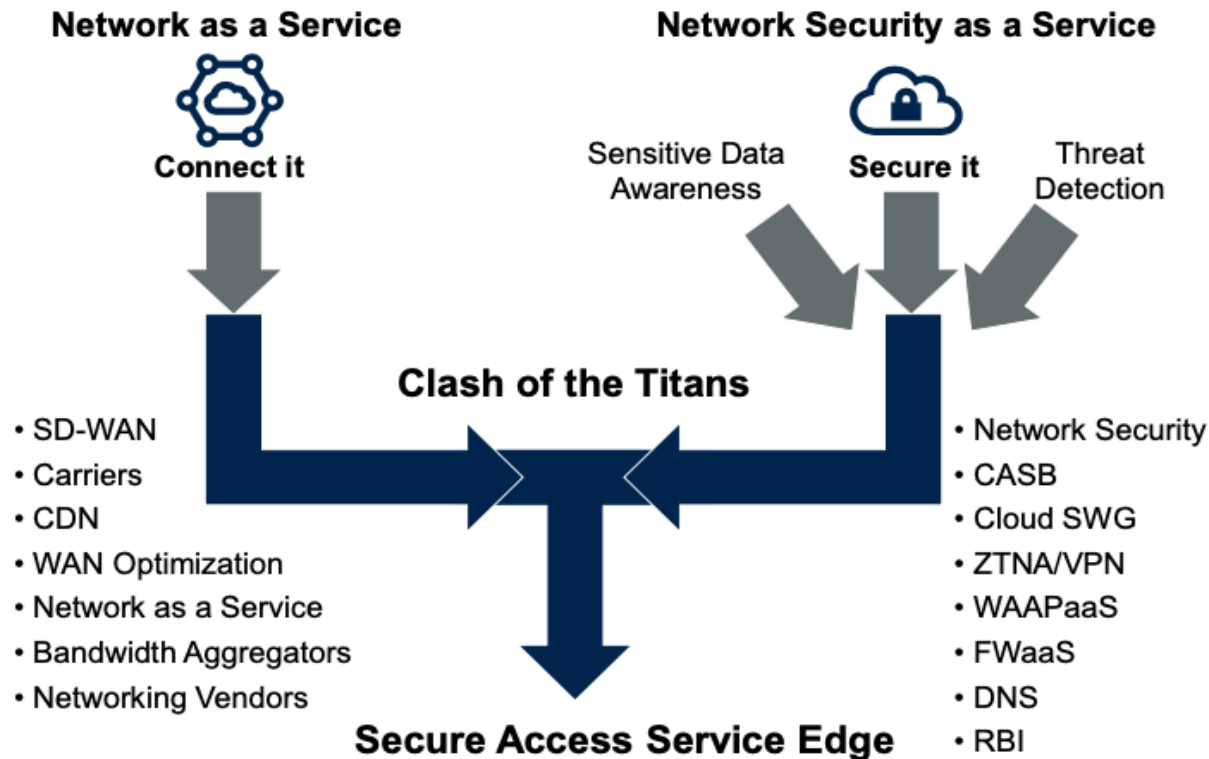 Network as a Service
Connect it
Network Security as a Service
Sensitive Data
Awareness
Secure it
Threat
Detection
Clash of the Titans
• SD-WAN
• Carriers
• CDN
• WAN Optimization
• Network as a Service
• Bandwidth Aggregators
• Networking Vendors
• Network Security
• CASB
• Cloud SWG
• ZTNA/VPN
• WAAPaaS
• FWaaS
• DNS
• RBI
Secure Access Service Edge